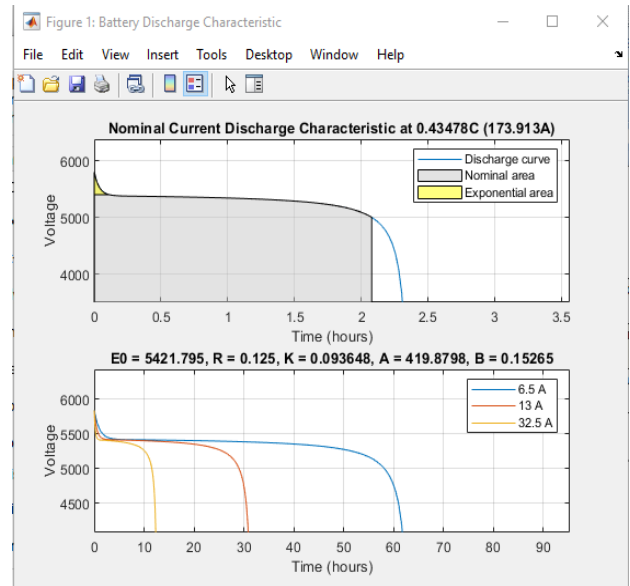 Figure 1: Battery Discharge Characteristic
File Edit View Insert Tools Desktop Window Help
Nominal Current Discharge Characteristic at 0.43478C (173.913A)
Discharge curve
Nominal area
Exponential area
Voltage
6000
5000
4000
0 0.5 1 1.5 2 2.5 3 3.5
Time (hours)
E0 = 5421.795, R = 0.125, K = 0.093648, A = 419.8798, B = 0.15265
6.5 A
13 A
32.5 A
Voltage
6000
5500
5000
4500
0 10 20 30 40 50 60 70 80 90
Time (hours)